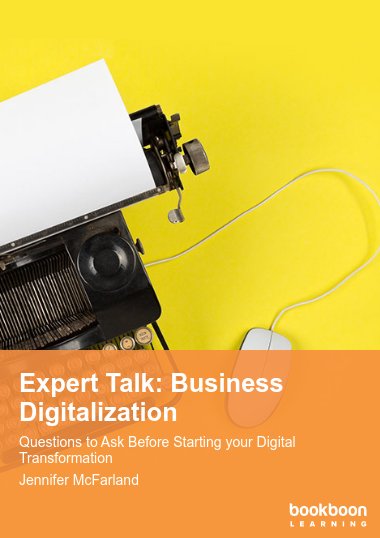 Expert Talk: Business
Digitalization
Questions to Ask Before Starting your Digital
Transformation
Jennifer McFarland
bookboon
LEARNING